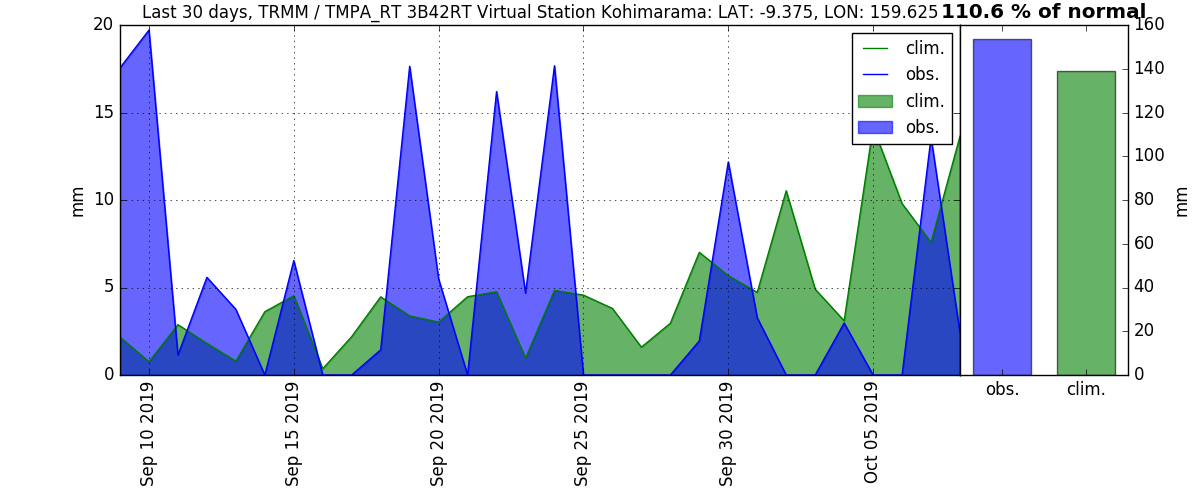 Last 30 days, TRMM / TMPA_RT 3B42RT Virtual Station Kohimarama: LAT: -9.375, LON: 159.625 110.6 % of normal
clim.
obs.
clim.
obs.
20
15
10
5
0
mm
160
140
120
100
80
60
40
20
0
mm
Sep 10 2019
Sep 15 2019
Sep 20 2019
Sep 25 2019
Sep 30 2019
Oct 05 2019
obs. clim.